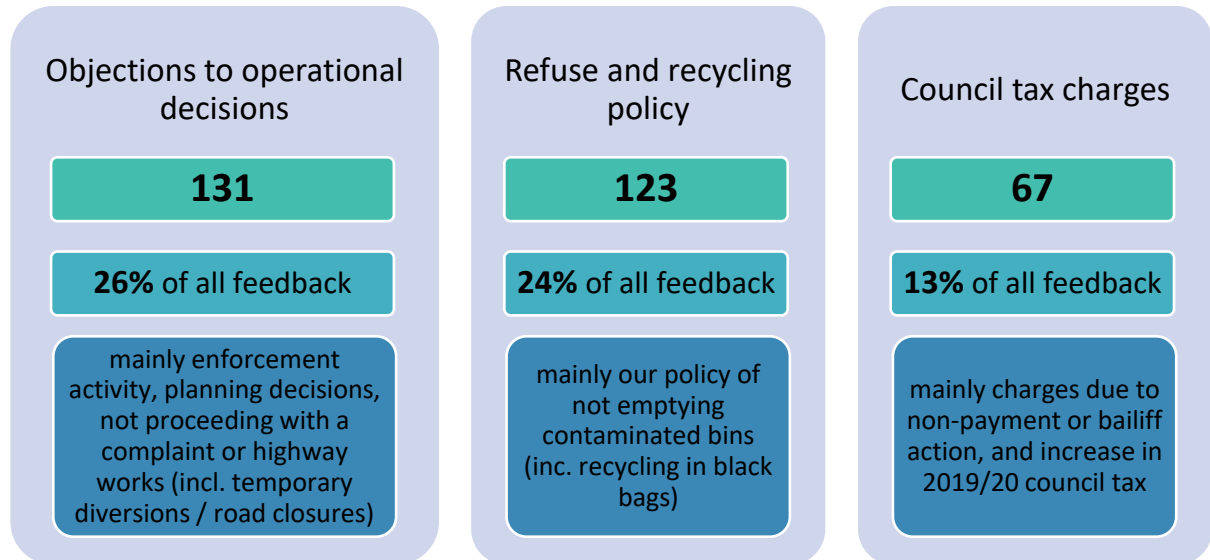 Objections to operational
decisions
131
26% of all feedback
mainly enforcement
activity, planning decisions,
not proceeding with a
complaint or highway
works (incl. temporary
diversions / road closures)
Refuse and recycling
policy
123
24% of all feedback
mainly our policy of
not emptying
contaminated bins
(inc. recycling in black
bags)
Council tax charges
67
13% of all feedback
mainly charges due to
non-payment or bailiff
action, and increase in
2019/20 council tax